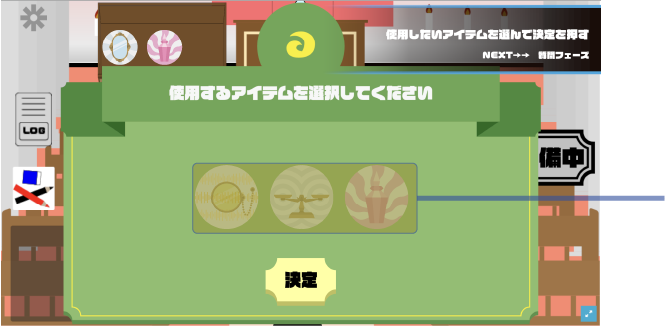 使用したいアイテムを選んで決定を押す
NEXT→→ 質問フェーズ
使用するアイテムを選択してください
LOG
備中
決定